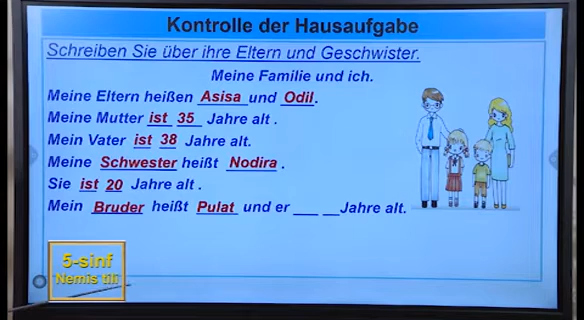 Kontrolle der Hausaufgabe
Schreiben Sie über ihre Eltern und Geschwister.
Meine Familie und ich.
Meine Eltern heißen Asisa und Odil.
Meine Mutter ist 35 Jahre alt .
Mein Vater ist 38 Jahre alt.
Meine Schwester heißt Nodira .
Sie ist 20 Jahre alt .
Mein Bruder heißt Pulat und er ___ __Jahre alt.
5-sinf
Nemis tili